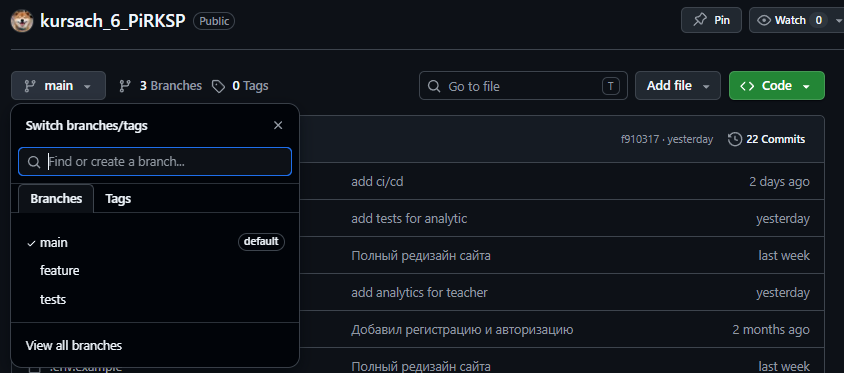 kursach_6_PiRKSP Public Pin Watch 0
main 3 Branches 0 Tags Go to file T Add file Code
Switch branches/tags
f910317 · yesterday 22 Commits
Find or create a branch...
add ci/cd 2 days ago
Branches Tags
add tests for analytic yesterday
main default
Полный редизайн сайта last week
feature
add analytics for teacher yesterday
tests
Добавил регистрацию и авторизацию 2 months ago
View all branches
.env.example Полный редизайн сайта last week